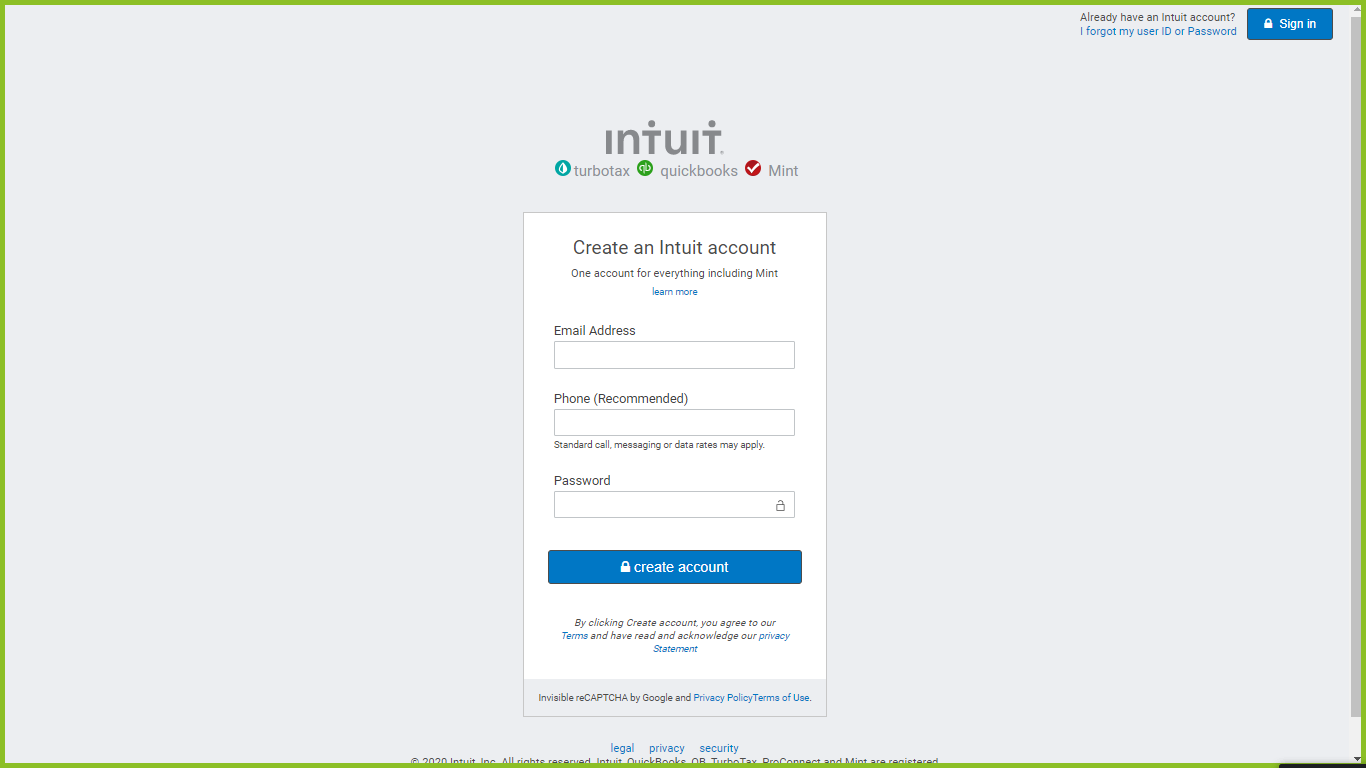 Already have an Intuit account?
I forgot my user ID or Password
Sign in
intuit
turbotax quickbooks Mint
Create an Intuit account
One account for everything including Mint
learn more
Email Address
Phone (Recommended)
Standard call, messaging or data rates may apply.
Password
create account
By clicking Create account, you agree to our
Terms and have read and acknowledge our privacy
Statement
Invisible reCAPTCHA by Google and Privacy PolicyTerms of Use.
legal privacy security
© 2020 Intuit, Inc. All rights reserved. Intuit, QuickBooks, QB, TurboTax, ProConnect and Mint are registered